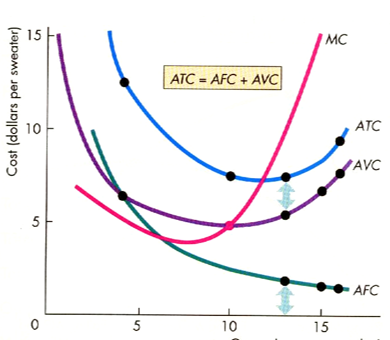 15
MC
ATC = AFC + AVC
Cost (dollars per sweater)
10
ATC
AVC
5
AFC
0
5
10
15